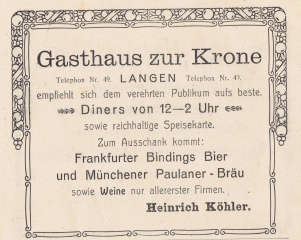 Gasthaus zur Krone
Telephon Nr. 49. LANGEN Telephon Nr. 49.
empfiehlt sich dem verehrten Publikum aufs beste.
Diners von 12—2 Uhr
sowie reichhaltige Speisekarte.
Zum Ausschank kommt:
Frankfurter Bindings Bier
und Münchener Paulaner-Bräu
sowie Weine nur allererster Firmen.
Heinrich Köhler.